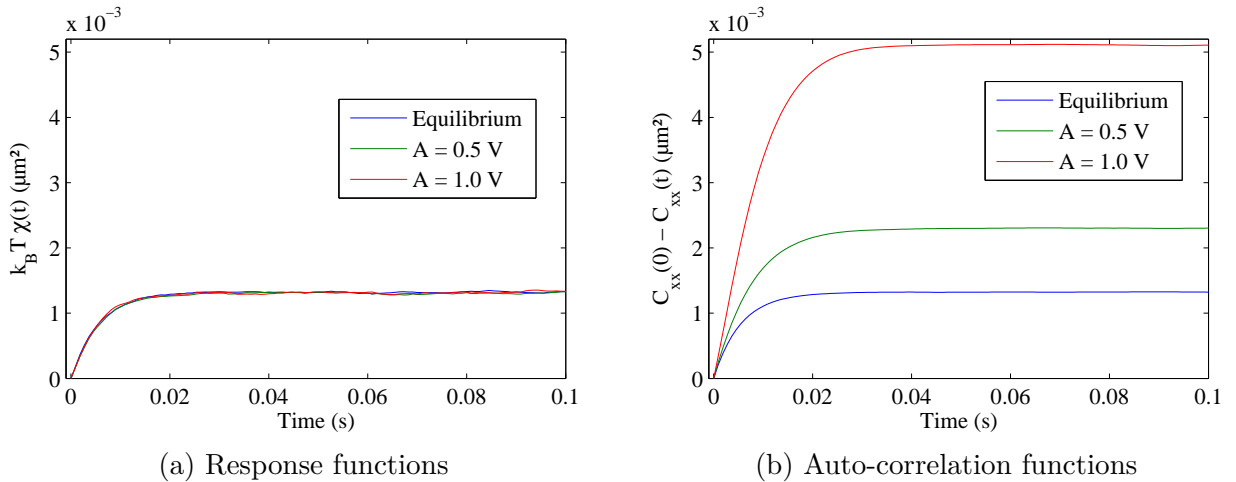 x 10⁻³
5
4
3
2
1
0
k_B T χ(t) (µm²)
Equilibrium
A = 0.5 V
A = 1.0 V
0 0.02 0.04 0.06 0.08 0.1
Time (s)
(a) Response functions
x 10⁻³
5
4
3
2
1
0
C_xx(0) − C_xx(t) (µm²)
Equilibrium
A = 0.5 V
A = 1.0 V
0 0.02 0.04 0.06 0.08 0.1
Time (s)
(b) Auto-correlation functions